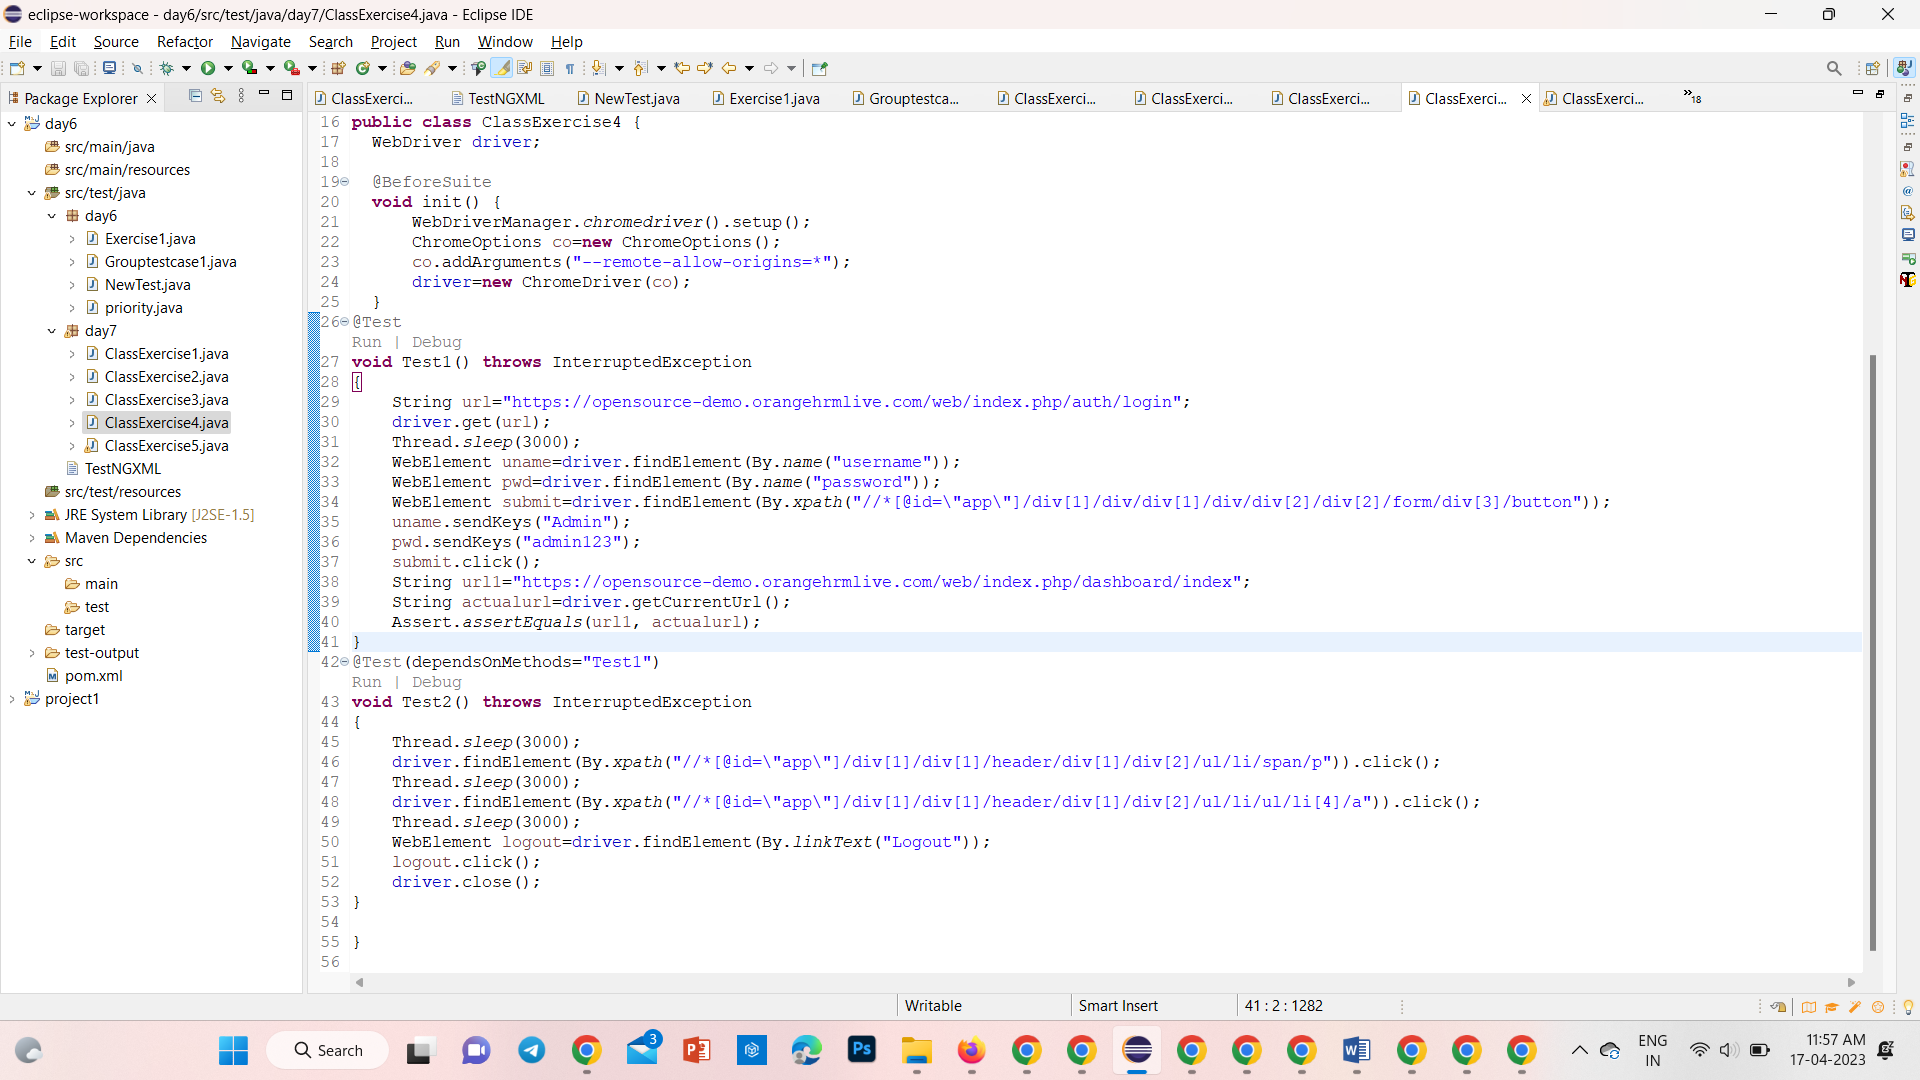 eclipse-workspace - day6/src/test/java/day7/ClassExercise4.java - Eclipse IDE
File Edit Source Refactor Navigate Search Project Run Window Help
Package Explorer
ClassExerci... TestNGXML NewTest.java Exercise1.java Grouptestca... ClassExerci... ClassExerci... ClassExerci... ClassExerci... ClassExerci... »18
day6
src/main/java
src/main/resources
src/test/java
day6
Exercise1.java
Grouptestcase1.java
NewTest.java
priority.java
day7
ClassExercise1.java
ClassExercise2.java
ClassExercise3.java
ClassExercise4.java
ClassExercise5.java
TestNGXML
src/test/resources
JRE System Library [J2SE-1.5]
Maven Dependencies
src
main
test
target
test-output
pom.xml
project1
16 public class ClassExercise4 {
17 WebDriver driver;
18
19 @BeforeSuite
20 void init() {
21 WebDriverManager.chromedriver().setup();
22 ChromeOptions co=new ChromeOptions();
23 co.addArguments("--remote-allow-origins=*");
24 driver=new ChromeDriver(co);
25 }
26 @Test
Run | Debug
27 void Test1() throws InterruptedException
28 {
29 String url="https://opensource-demo.orangehrmlive.com/web/index.php/auth/login";
30 driver.get(url);
31 Thread.sleep(3000);
32 WebElement uname=driver.findElement(By.name("username"));
33 WebElement pwd=driver.findElement(By.name("password"));
34 WebElement submit=driver.findElement(By.xpath("//*[@id=\"app\"]/div[1]/div/div[1]/div/div[2]/div[2]/form/div[3]/button"));
35 uname.sendKeys("Admin");
36 pwd.sendKeys("admin123");
37 submit.click();
38 String url1="https://opensource-demo.orangehrmlive.com/web/index.php/dashboard/index";
39 String actualurl=driver.getCurrentUrl();
40 Assert.assertEquals(url1, actualurl);
41 }
42 @Test(dependsOnMethods="Test1")
Run | Debug
43 void Test2() throws InterruptedException
44 {
45 Thread.sleep(3000);
46 driver.findElement(By.xpath("//*[@id=\"app\"]/div[1]/div[1]/header/div[1]/div[2]/ul/li/span/p")).click();
47 Thread.sleep(3000);
48 driver.findElement(By.xpath("//*[@id=\"app\"]/div[1]/div[1]/header/div[1]/div[2]/ul/li/ul/li[4]/a")).click();
49 Thread.sleep(3000);
50 WebElement logout=driver.findElement(By.linkText("Logout"));
51 logout.click();
52 driver.close();
53 }
54
55 }
56
Writable Smart Insert 41 : 2 : 1282
Search
3
ENG
IN
11:57 AM
17-04-2023